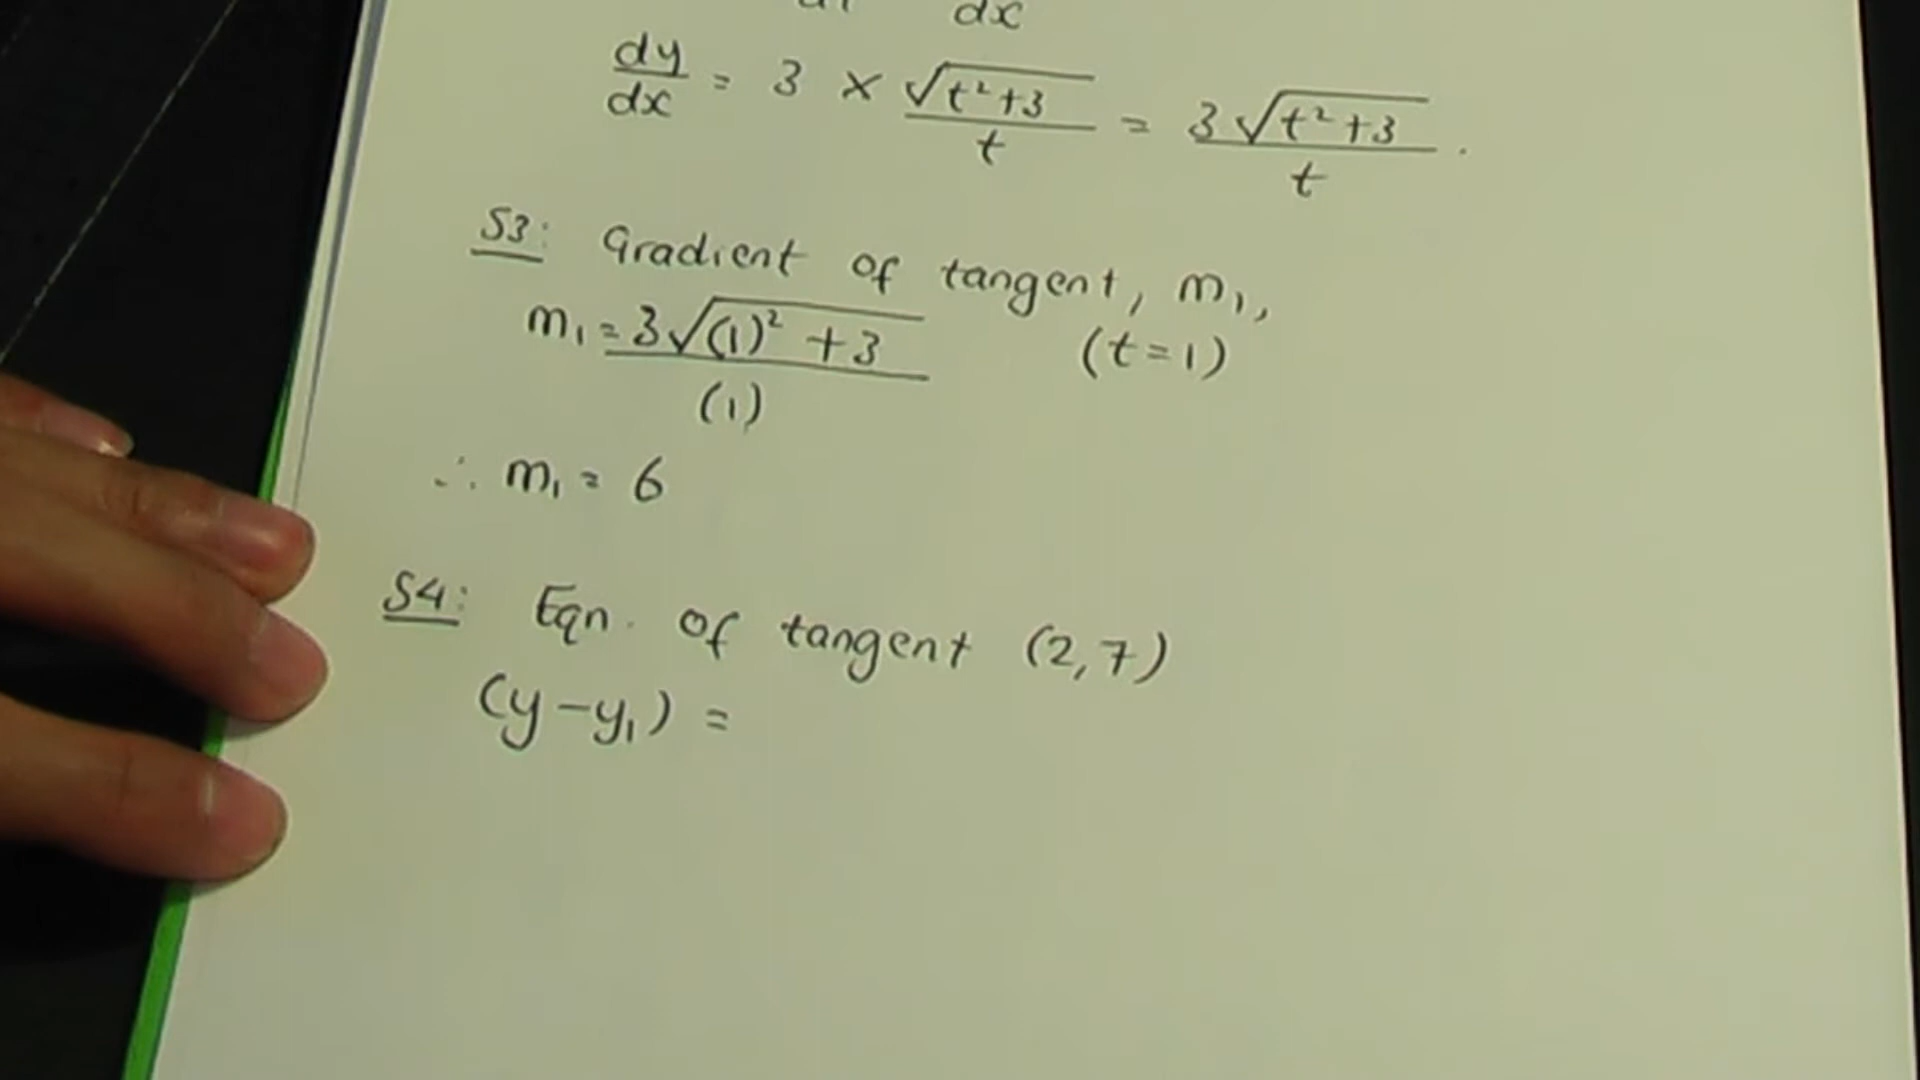 dx
dy/dx = 3 × √(t²+3)/t = 3√(t²+3)/t .
S3: Gradient of tangent, m₁,
m₁ = 3√((1)² + 3)/(1) (t=1)
∴ m₁ = 6
S4: Eqn. of tangent (2,7)
(y-y₁) =